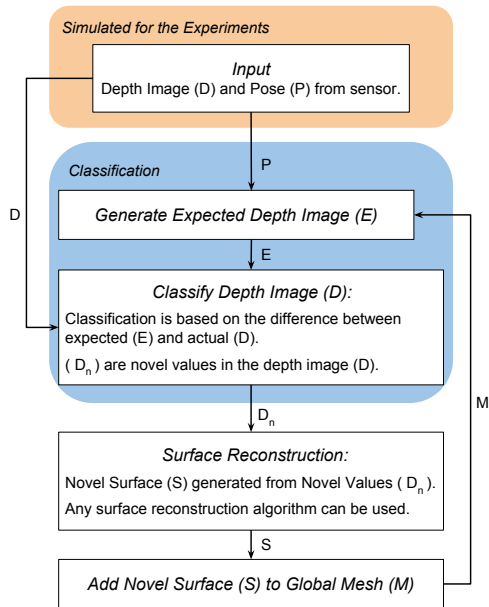 Simulated for the Experiments
Input
Depth Image (D) and Pose (P) from sensor.
P
Classification
D
Generate Expected Depth Image (E)
E
Classify Depth Image (D):
Classification is based on the difference between
expected (E) and actual (D).
( Dn ) are novel values in the depth image (D).
M
Dn
Surface Reconstruction:
Novel Surface (S) generated from Novel Values ( Dn ).
Any surface reconstruction algorithm can be used.
S
Add Novel Surface (S) to Global Mesh (M)